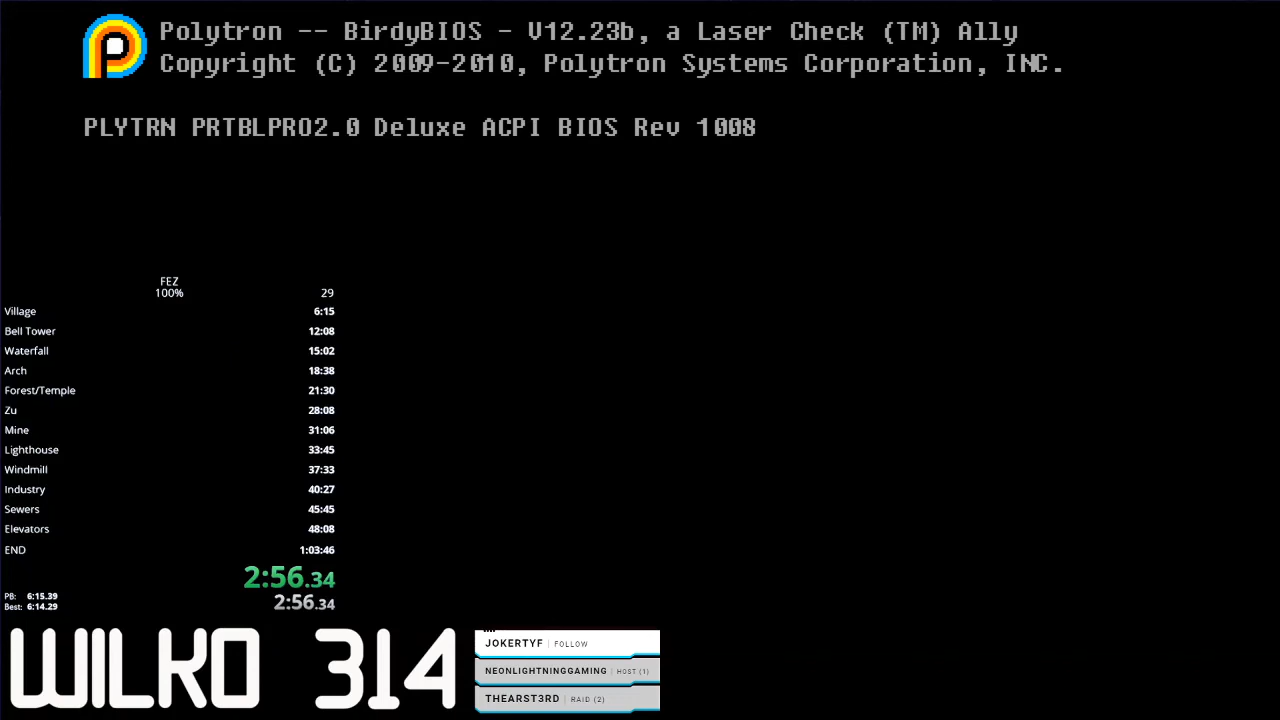 Polytron -- BirdyBIOS - V12.23b, a Laser Check (TM) Ally
Copyright (C) 2009-2010, Polytron Systems Corporation, INC.
PLYTRN PRTBLPRO2.0 Deluxe ACPI BIOS Rev 1008
FEZ
100% 29
Village 6:15
Bell Tower 12:08
Waterfall 15:02
Arch 18:38
Forest/Temple 21:30
Zu 28:08
Mine 31:06
Lighthouse 33:45
Windmill 37:33
Industry 40:27
Sewers 45:45
Elevators 48:08
END 1:03:46
2:56.34
PB: 6:15.39
Best: 6:14.29
2:56.34
WILKO 314
JOKERTYF | FOLLOW
NEONLIGHTNINGGAMING | HOST (1)
THEARST3RD | RAID (2)